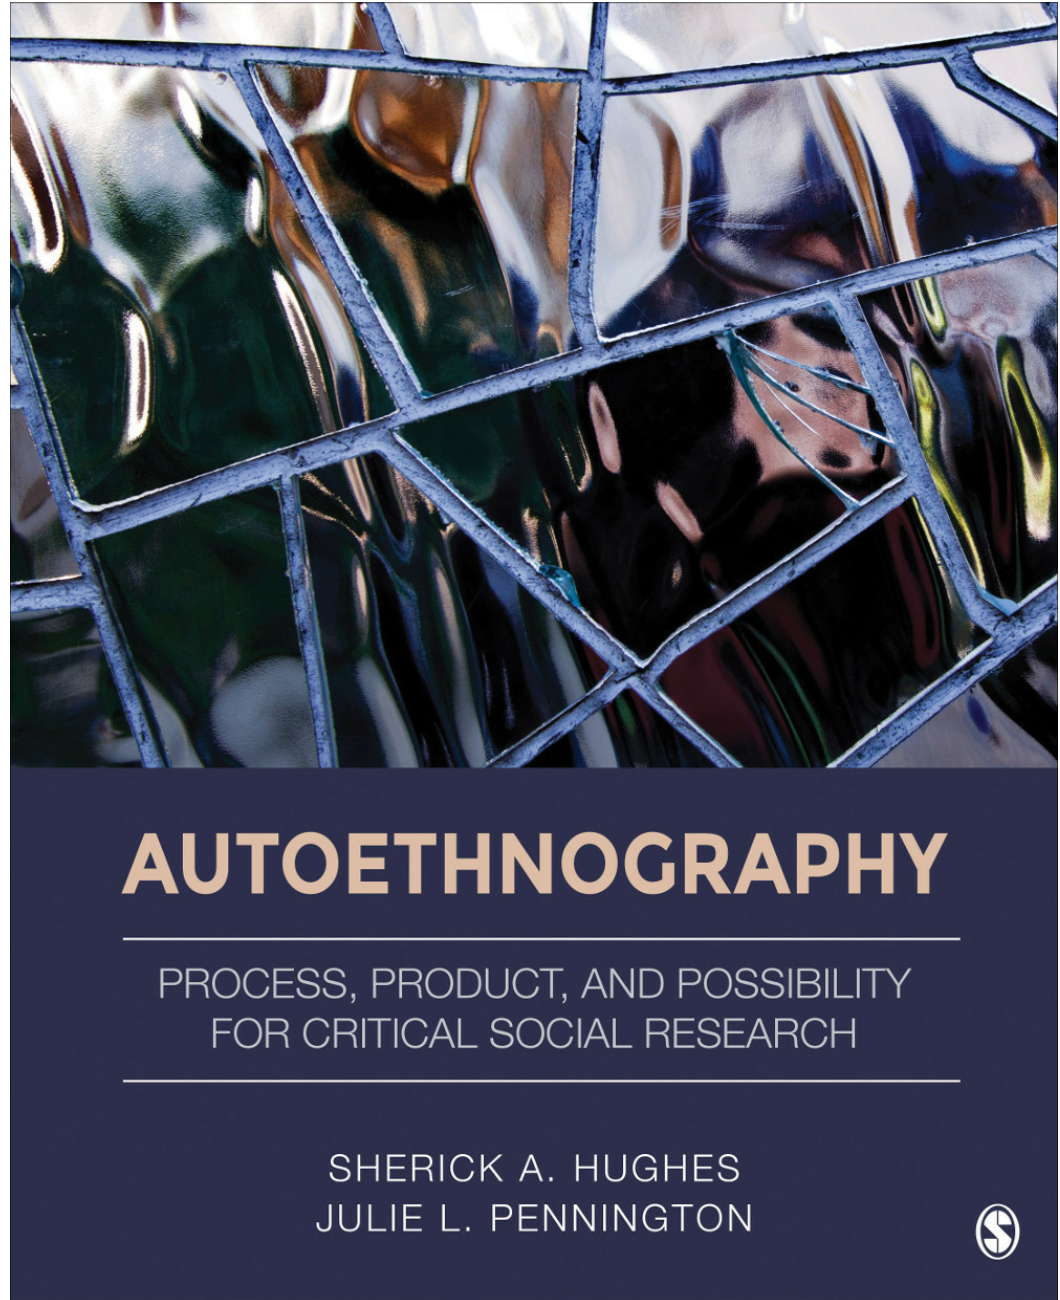 AUTOETHNOGRAPHY
PROCESS, PRODUCT, AND POSSIBILITY
FOR CRITICAL SOCIAL RESEARCH
SHERICK A. HUGHES
JULIE L. PENNINGTON
S